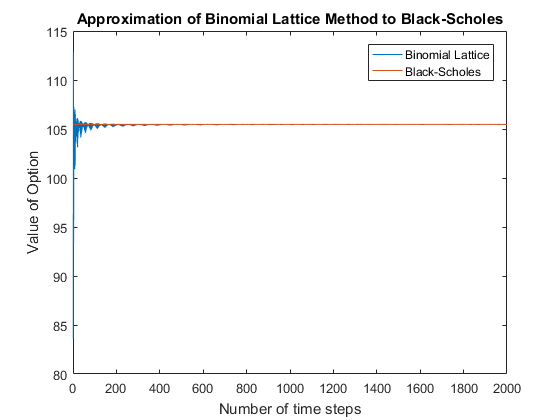 Approximation of Binomial Lattice Method to Black-Scholes
115
110
105
100
95
90
85
80
Value of Option
Binomial Lattice
Black-Scholes
0 200 400 600 800 1000 1200 1400 1600 1800 2000
Number of time steps